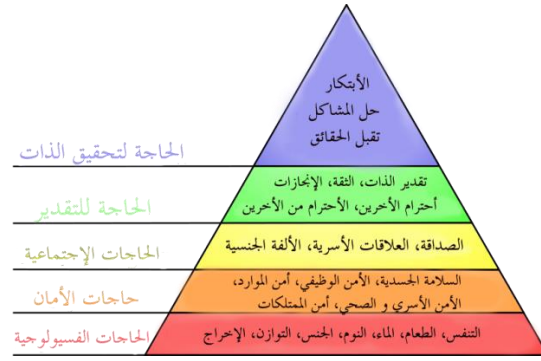 الأبتكار
حل المشاكل
تقبل الحقائق
الحاجة لتحقيق الذات
تقدير الذات، الثقة، الإنجازات
أحترام الأخرين، الأحترام من الأخرين
الحاجة للتقدير
الصداقة، العلاقات الأسرية، الألفة الجنسية
الحاجات الإجتماعية
السلامة الجسدية، الأمن الوظيفي، أمن الموارد،
الأمن الأسري و الصحي، أمن الممتلكات
حاجات الأمان
التنفس، الطعام، الماء، النوم، الجنس، التوازن، الإخراج
الحاجات الفسيولوجية